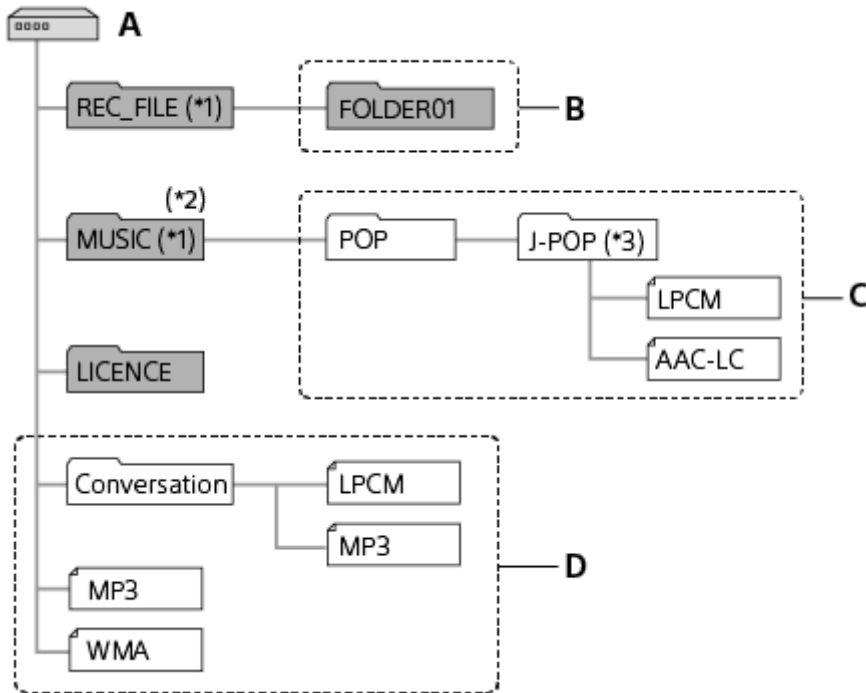 A
REC_FILE (*1)
FOLDER01
B
(*2)
MUSIC (*1)
POP
J-POP (*3)
LPCM
C
AAC-LC
LICENCE
Conversation
LPCM
MP3
D
MP3
WMA